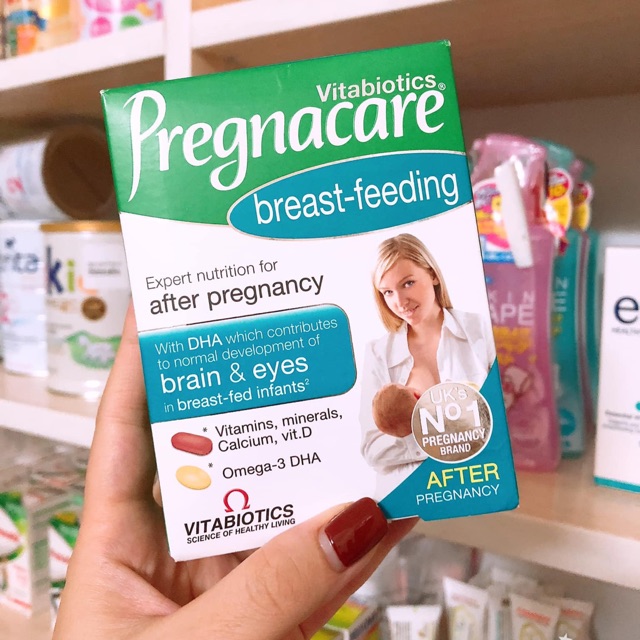 Vitabiotics
Pregnacare®
breast-feeding
Expert nutrition for
after pregnancy
With DHA which contributes
to normal development of
brain & eyes
in breast-fed infants²
* Vitamins, minerals,
Calcium, vit.D
* Omega-3 DHA
UK's
Nº1
PREGNANCY
BRAND
AFTER
PREGNANCY
VITABIOTICS
SCIENCE OF HEALTHY LIVING